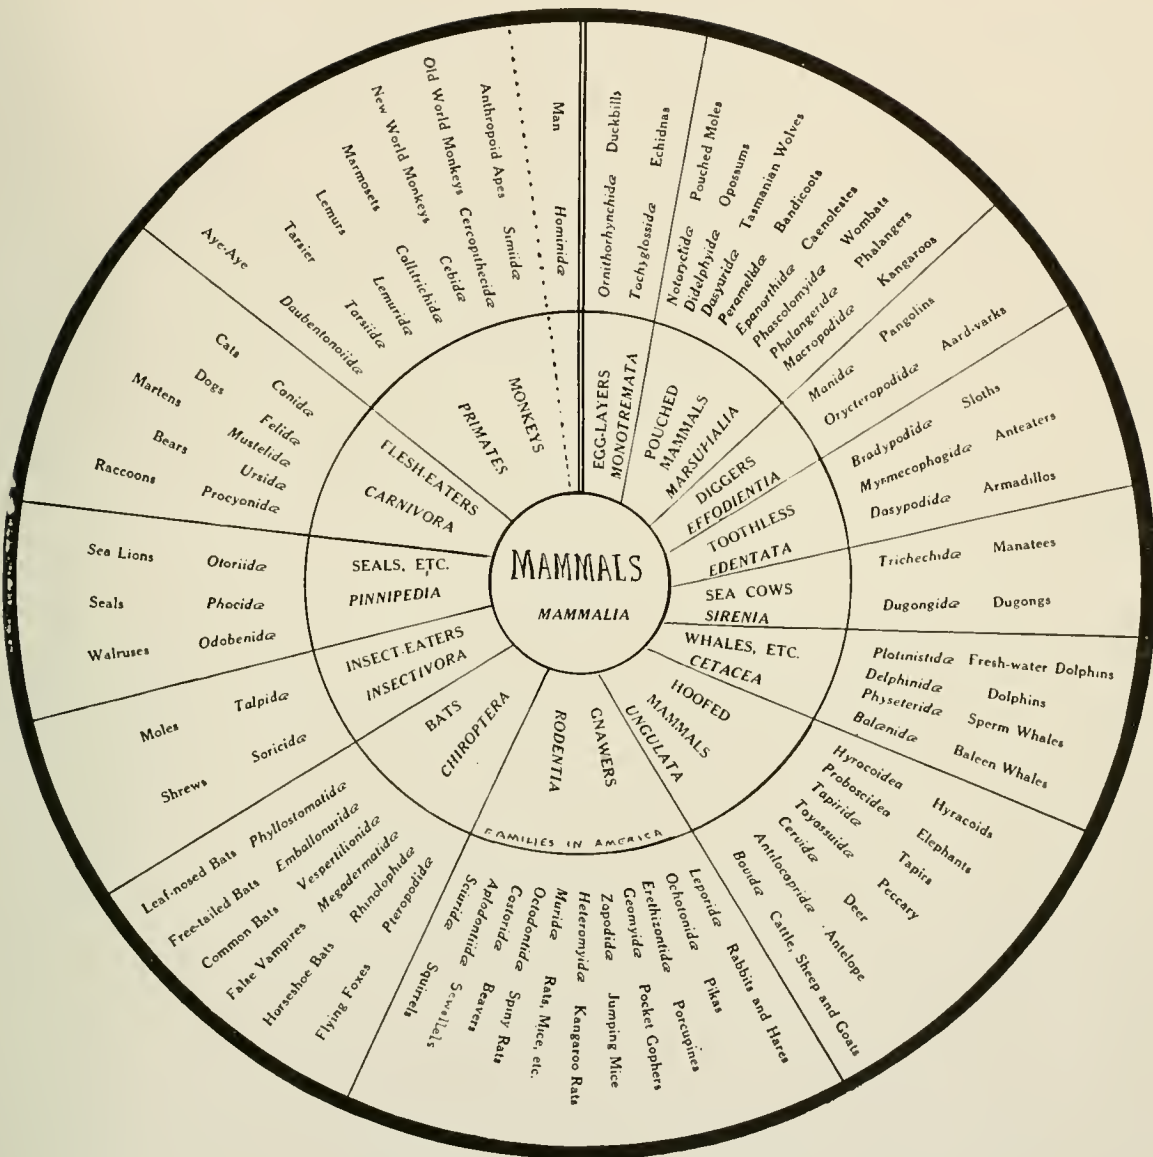 MAMMALS
MAMMALIA
EGG-LAYERS
MONOTREMATA
Ornithorhynchidæ Duckbills
Tachyglossidæ Echidnas
POUCHED
MAMMALS
MARSUPIALIA
Notoryctidæ Pouched Moles
Didelphyidæ Opossums
Dasyuridæ Tasmanian Wolves
Peramelidæ Bandicoots
Epanorthidæ Caenolestes
Phascolomyidæ Wombats
Phalangeridæ Phalangers
Macropodidæ Kangaroos
DIGGERS
EFFODIENTIA
Manidæ Pangolins
Orycteropodidæ Aard-varks
TOOTHLESS
EDENTATA
Bradypodidæ Sloths
Myrmecophagidæ Anteaters
Dasypodidæ Armadillos
SEA COWS
SIRENIA
Trichechidæ Manatees
Dugongidæ Dugongs
WHALES, ETC.
CETACEA
Platinistidæ Fresh-water Dolphins
Delphinidæ Dolphins
Physeteridæ Sperm Whales
Balænidæ Baleen Whales
HOOFED
MAMMALS
UNGULATA
Hyrocoidea Hyracoids
Proboscidea Elephants
Tapiridæ Tapirs
Tayassuidæ Peccary
Cervidæ Deer
Antilocapridæ Antelope
Bovidæ Cattle, Sheep and Goats
GNAWERS
RODENTIA
FAMILIES IN AMERICA
Leporidæ Rabbits and Hares
Ochotonidæ Pikas
Erethizontidæ Porcupines
Geomyidæ Pocket Gophers
Zapodidæ Jumping Mice
Heteromyidæ Kangaroo Rats
Muridæ Rats, Mice, etc.
Octodontidæ Spiny Rats
Castoridæ Beavers
Aplodontiidæ Sewellels
Sciuridæ Squirrels
BATS
CHIROPTERA
Pteropodidæ Flying Foxes
Rhinolophidæ Horseshoe Bats
Megadermatidæ False Vampires
Vespertilionidæ Common Bats
Emballonuridæ Free-tailed Bats
Phyllostomatidæ Leaf-nosed Bats
INSECT-EATERS
INSECTIVORA
Moles Talpidæ
Shrews Soricidæ
SEALS, ETC.
PINNIPEDIA
Sea Lions Otoriidæ
Seals Phocidæ
Walruses Odobenidæ
FLESH-EATERS
CARNIVORA
Cats Conidæ
Dogs Felidæ
Martens Mustelidæ
Bears Ursidæ
Raccoons Procyonidæ
MONKEYS
PRIMATES
Aye-Aye Daubentonoiidæ
Tarsier Tarsiidæ
Lemurs Lemuridæ
Marmosets Callitrichidæ
New World Monkeys Cebidæ
Old World Monkeys Cercopithecidæ
Anthropoid Apes Simiidæ
Man Hominidæ